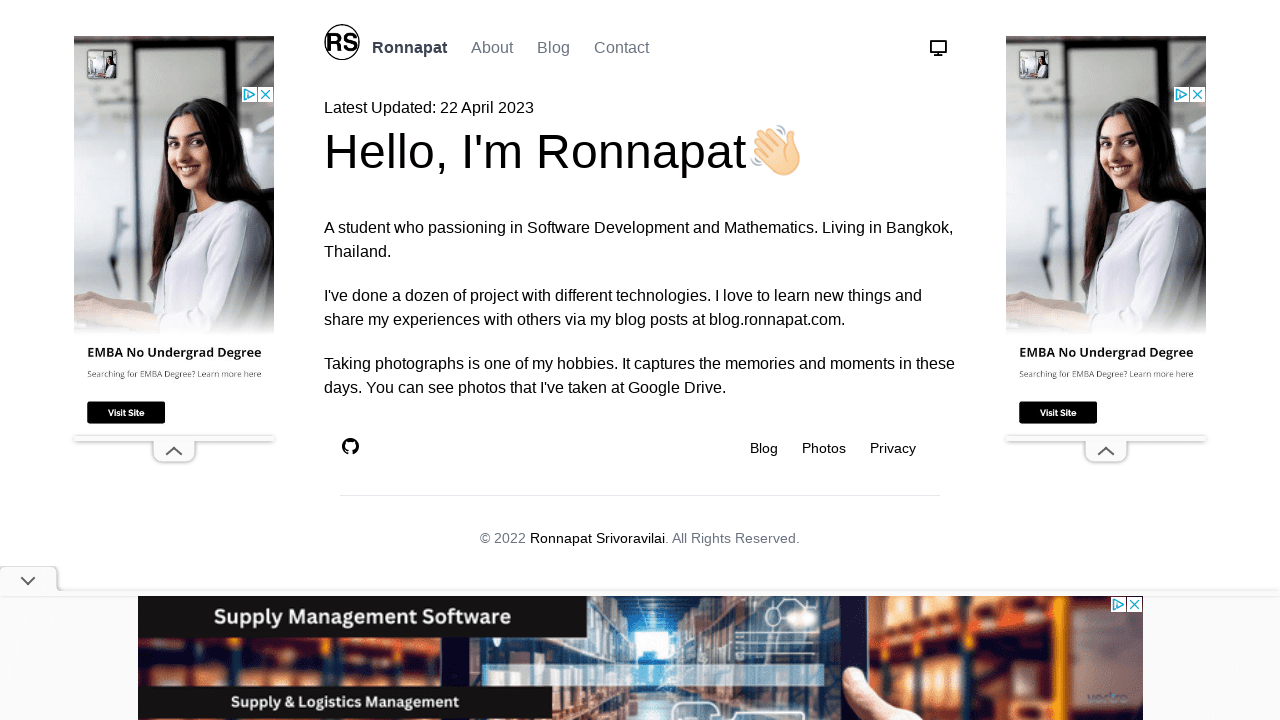 RS
Ronnapat
About
Blog
Contact
Latest Updated: 22 April 2023
Hello, I'm Ronnapat
A student who passioning in Software Development and Mathematics. Living in Bangkok,
Thailand.
I've done a dozen of project with different technologies. I love to learn new things and
share my experiences with others via my blog posts at blog.ronnapat.com.
Taking photographs is one of my hobbies. It captures the memories and moments in these
days. You can see photos that I've taken at Google Drive.
Blog
Photos
Privacy
© 2022 Ronnapat Srivoravilai. All Rights Reserved.
EMBA No Undergrad Degree
Searching for EMBA Degree? Learn more here
Visit Site
EMBA No Undergrad Degree
Searching for EMBA Degree? Learn more here
Visit Site
Supply Management Software
Supply & Logistics Management